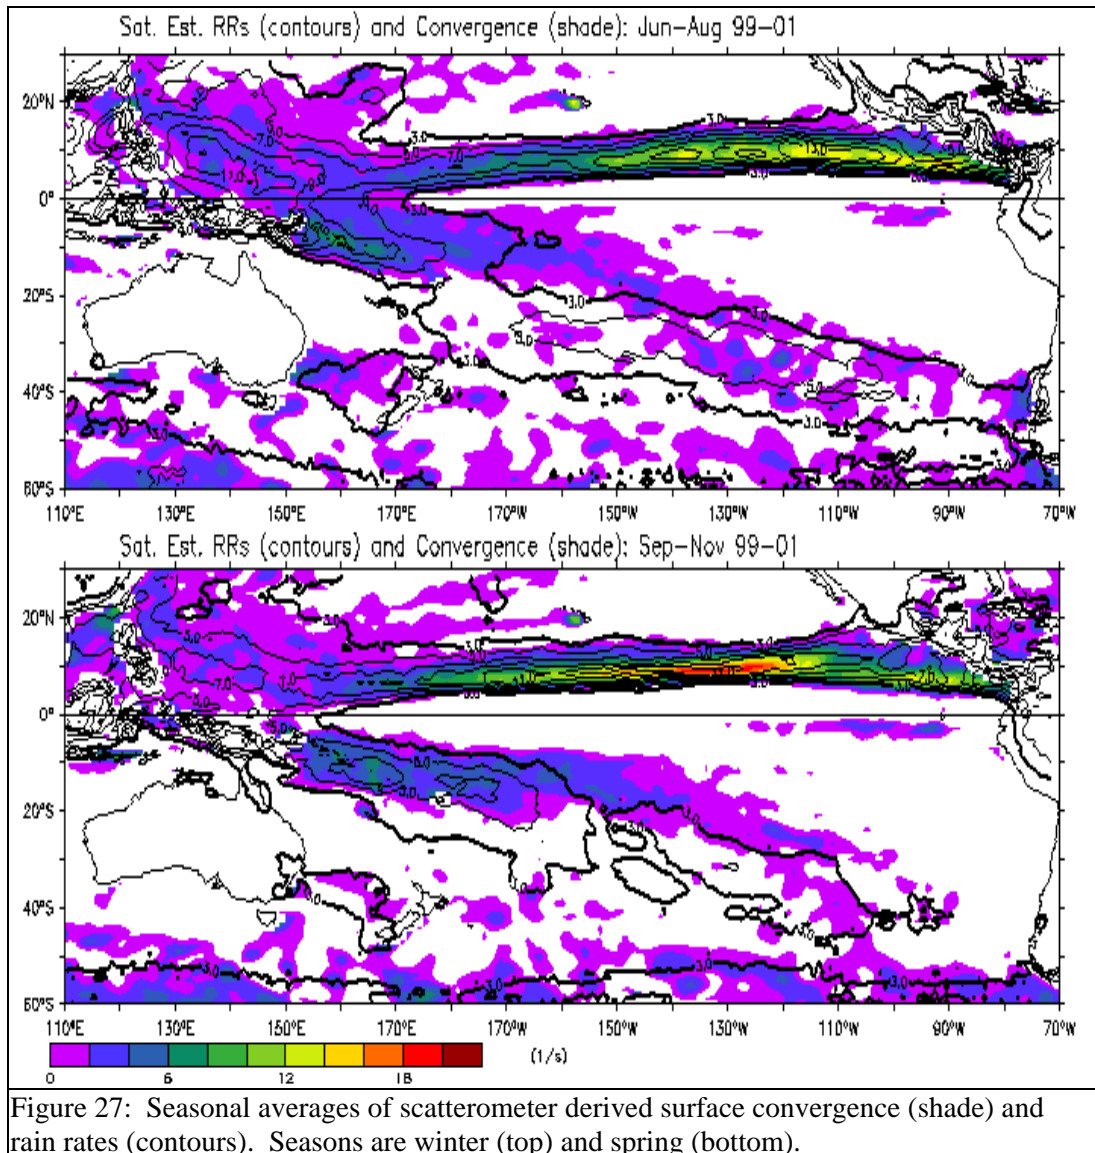 Sat. Est. RRs (contours) and Convergence (shade): Jun-Aug 99-01
20°N
0°
20°S
40°S
60°S
110°E 130°E 150°E 170°E 170°W 150°W 130°W 110°W 90°W 70°W
Sat. Est. RRs (contours) and Convergence (shade): Sep-Nov 99-01
20°N
0°
20°S
40°S
60°S
110°E 130°E 150°E 170°E 170°W 150°W 130°W 110°W 90°W 70°W
(1/s)
0 6 12 18
Figure 27: Seasonal averages of scatterometer derived surface convergence (shade) and
rain rates (contours). Seasons are winter (top) and spring (bottom).